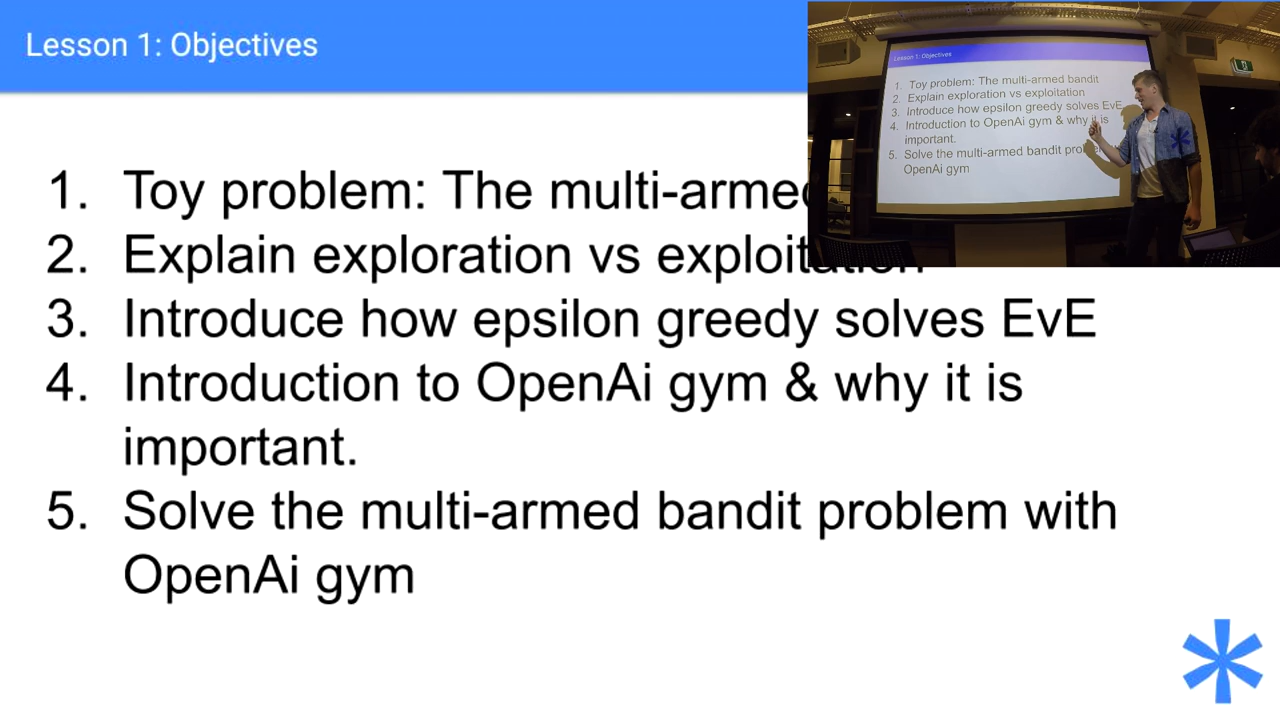 Lesson 1: Objectives
1. Toy problem: The multi-armed
2. Explain exploration vs exploitation
3. Introduce how epsilon greedy solves EvE
4. Introduction to OpenAi gym & why it is
important.
5. Solve the multi-armed bandit problem with
OpenAi gym
Lesson 1: Objectives
1. Toy problem: The multi-armed bandit
2. Explain exploration vs exploitation
3. Introduce how epsilon greedy solves EvE
4. Introduction to OpenAi gym & why it is
important.
5. Solve the multi-armed bandit
OpenAi gym